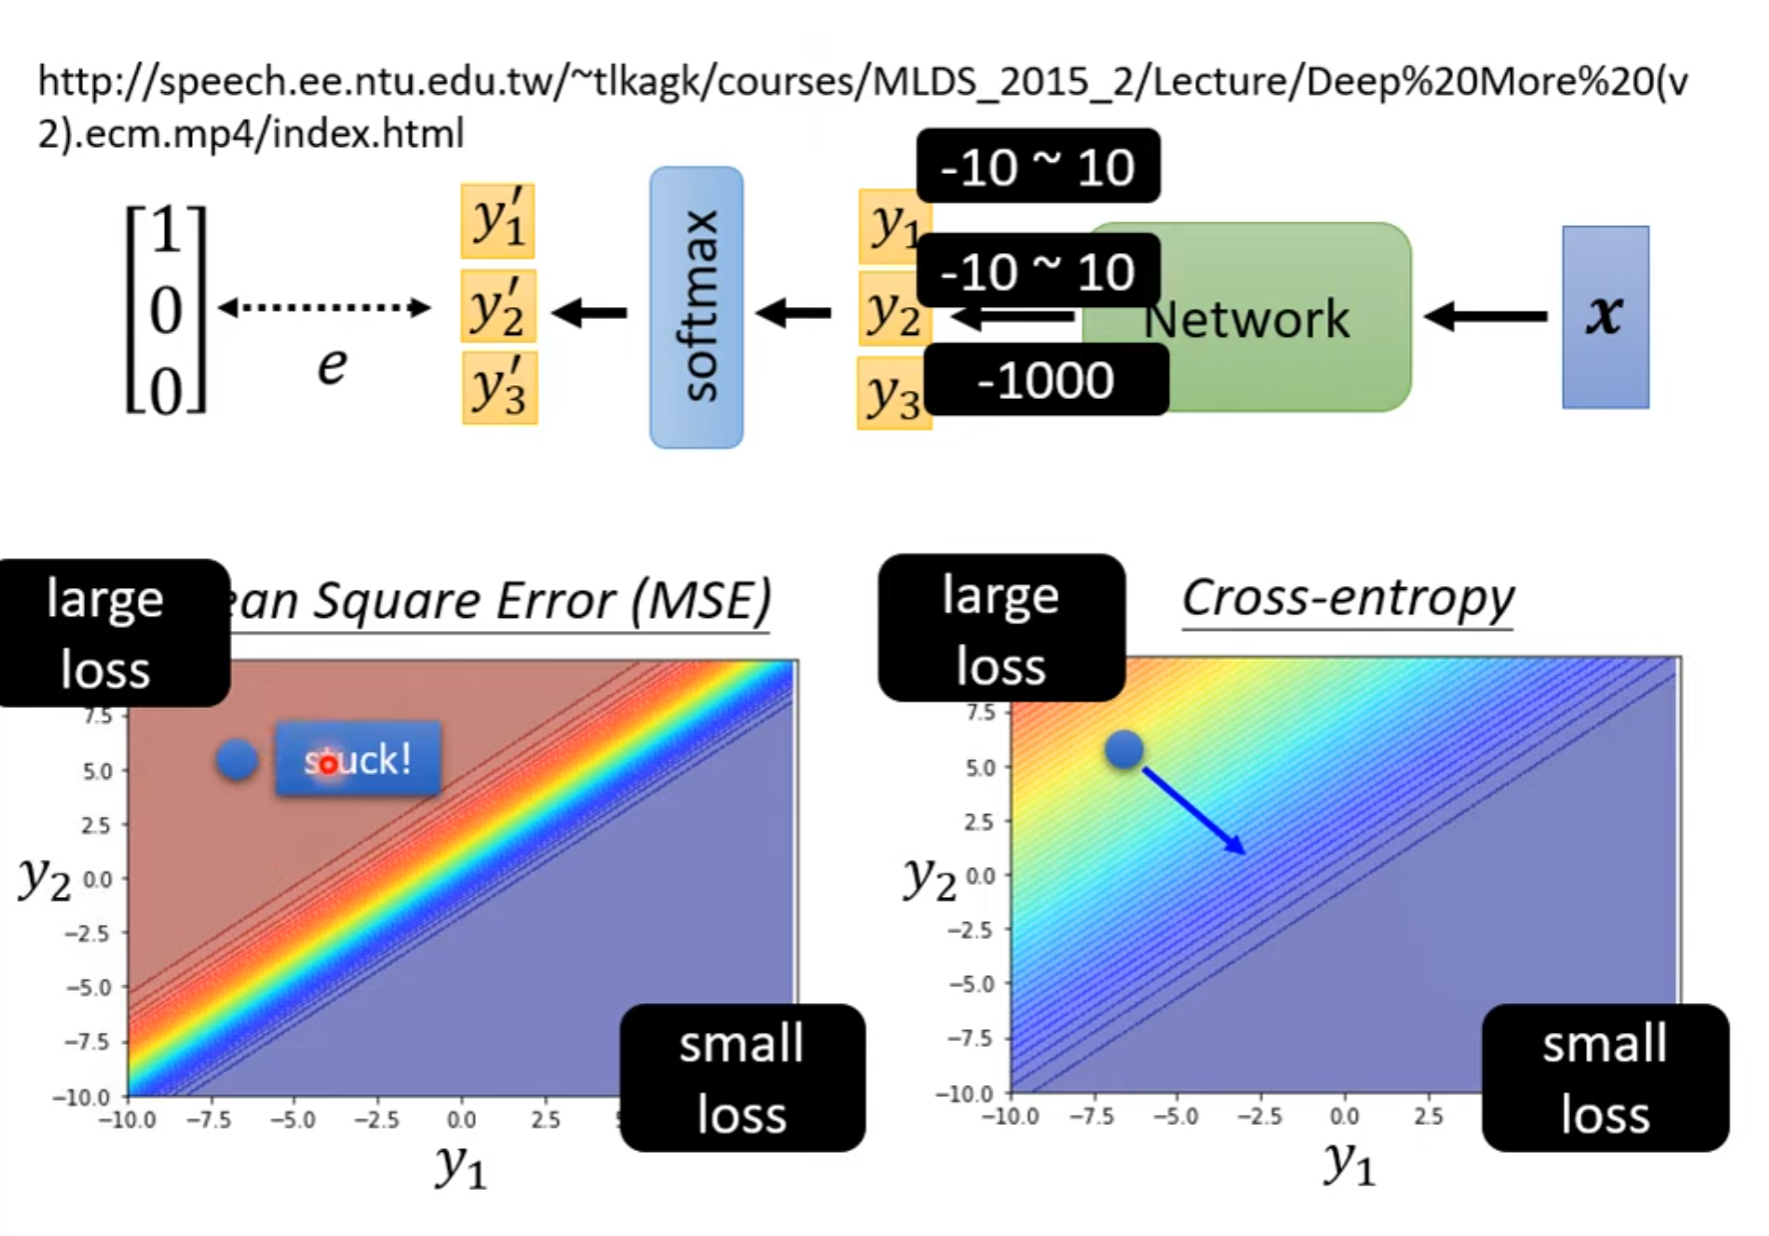 http://speech.ee.ntu.edu.tw/~tlkagk/courses/MLDS_2015_2/Lecture/Deep%20More%20(v
2).ecm.mp4/index.html
-10 ~ 10
1
y₁′
y₁
-10 ~ 10
0
y₂′
softmax
y₂
Network
x
e
-1000
0
y₃′
y₃
large
loss
ean Square Error (MSE)
7.5
5.0
2.5
0.0
−2.5
−5.0
−7.5
−10.0
stuck!
y₂
small
loss
−10.0 −7.5 −5.0 −2.5 0.0 2.5
y₁
large
loss
Cross-entropy
7.5
5.0
2.5
0.0
−2.5
−5.0
−7.5
−10.0
y₂
small
loss
−10.0 −7.5 −5.0 −2.5 0.0 2.5
y₁